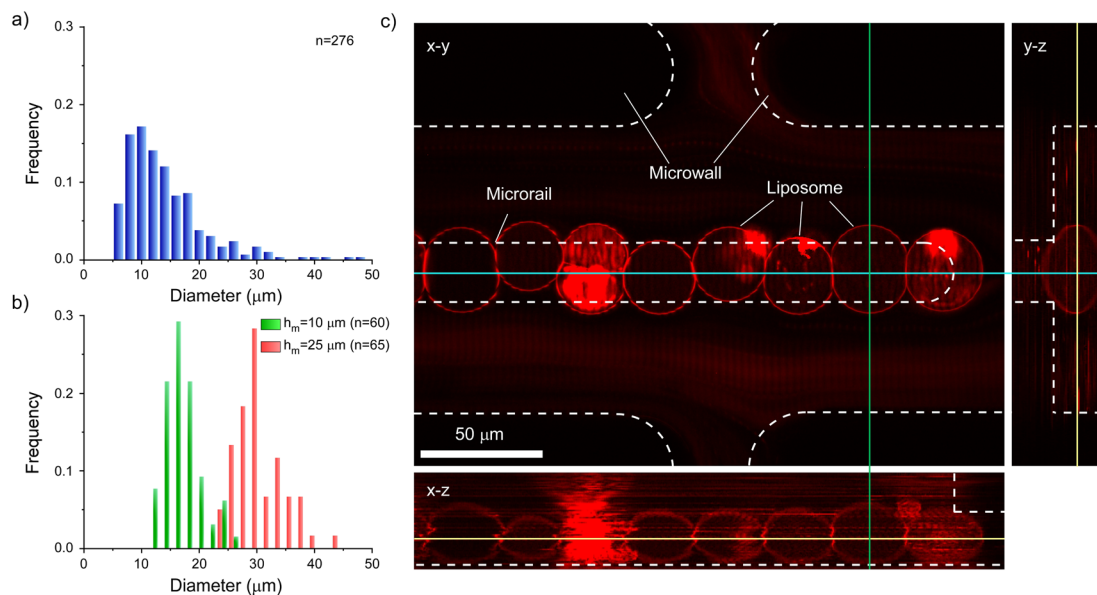 a)
0.3
0.2
0.1
0.0
Frequency
n=276
0 10 20 30 40 50
Diameter (μm)
b)
0.3
0.2
0.1
0.0
Frequency
hm=10 μm (n=60)
hm=25 μm (n=65)
0 10 20 30 40 50
Diameter (μm)
c)
x-y
Microwall
Microrail
Liposome
50 μm
y-z
x-z